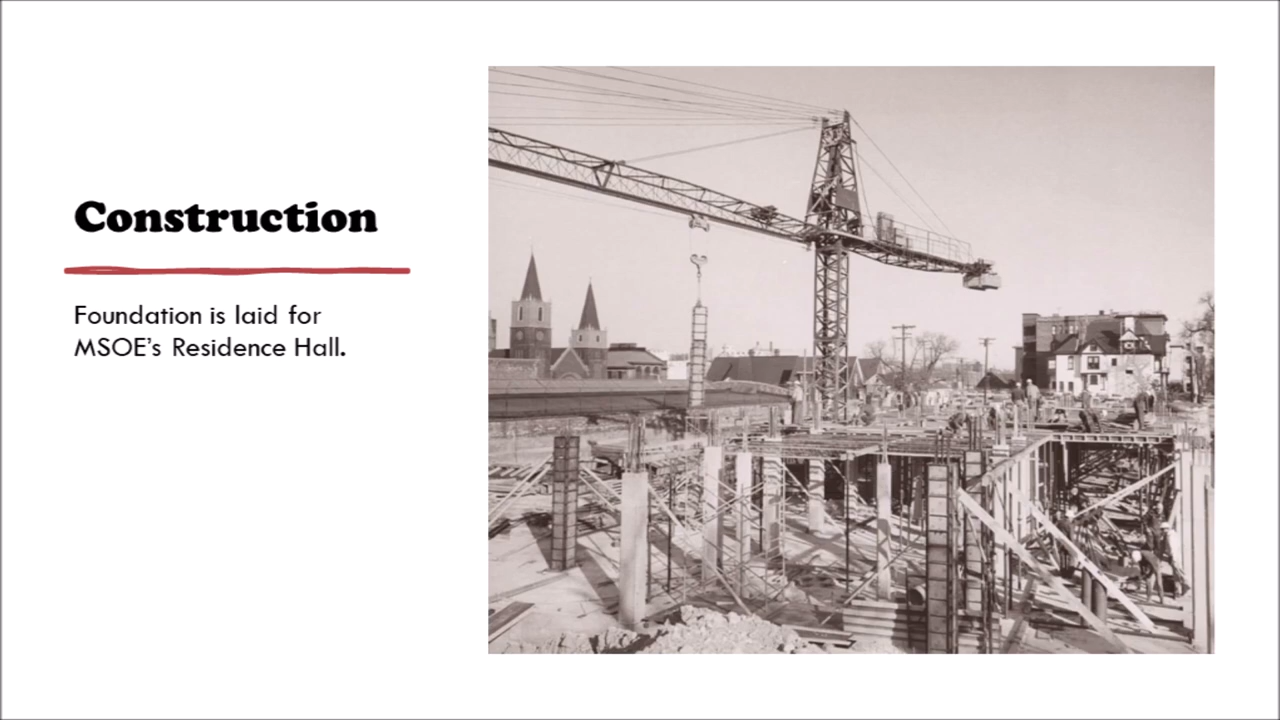 Construction
Foundation is laid for
MSOE’s Residence Hall.